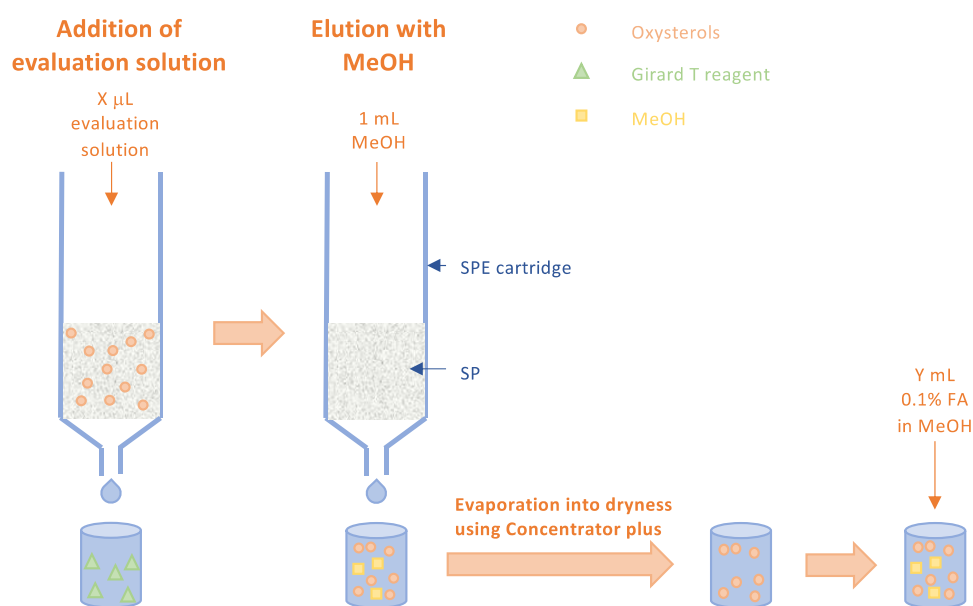 Addition of
evaluation solution
Elution with
MeOH
Oxysterols
Girard T reagent
MeOH
X μL
evaluation
solution
1 mL
MeOH
SPE cartridge
SP
Y mL
0.1% FA
in MeOH
Evaporation into dryness
using Concentrator plus